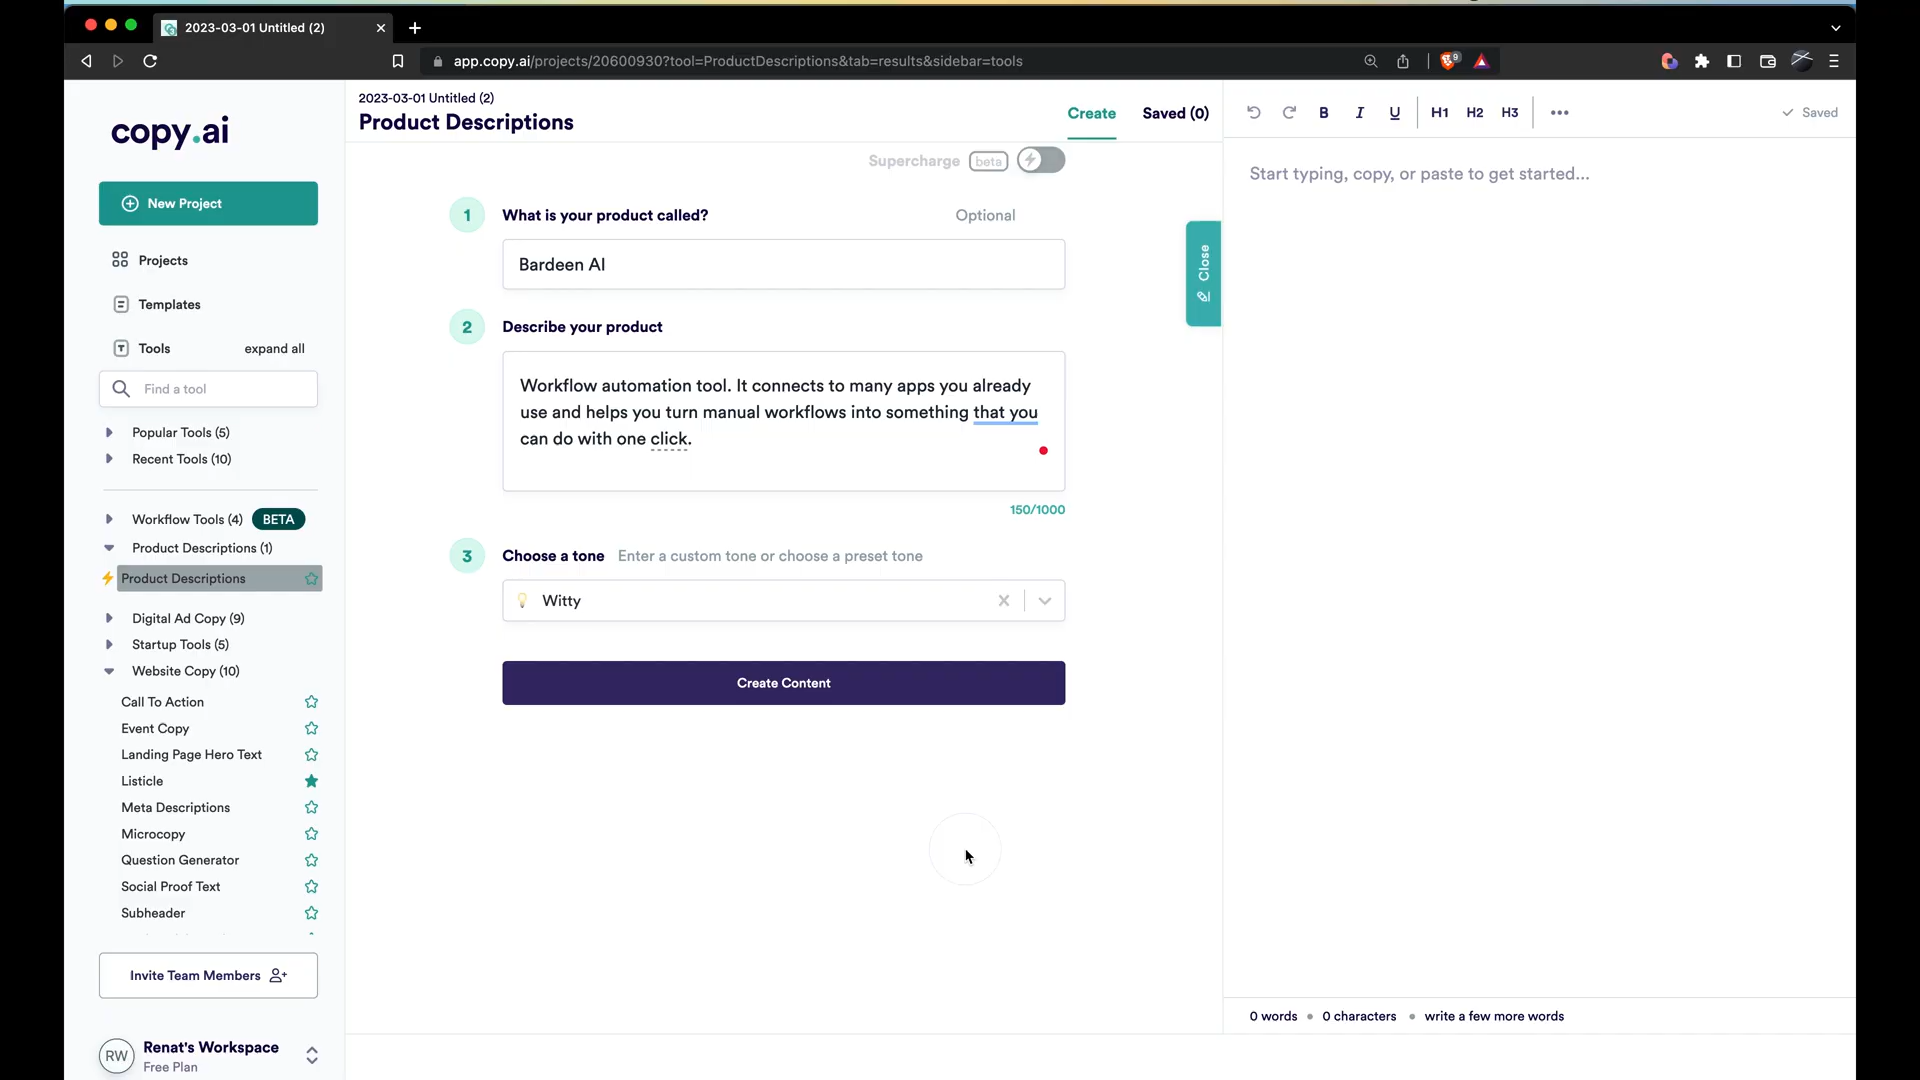 2023-03-01 Untitled (2)
app.copy.ai/projects/20600930?tool=ProductDescriptions&tab=results&sidebar=tools
9
copy.ai
New Project
Projects
Templates
Tools
expand all
Find a tool
Popular Tools (5)
Recent Tools (10)
Workflow Tools (4) BETA
Product Descriptions (1)
Product Descriptions
Digital Ad Copy (9)
Startup Tools (5)
Website Copy (10)
Call To Action
Event Copy
Landing Page Hero Text
Listicle
Meta Descriptions
Microcopy
Question Generator
Social Proof Text
Subheader
Invite Team Members
RW
Renat's Workspace
Free Plan
2023-03-01 Untitled (2)
Product Descriptions
Create
Saved (0)
Supercharge beta
1 What is your product called? Optional
Bardeen AI
2 Describe your product
Workflow automation tool. It connects to many apps you already
use and helps you turn manual workflows into something that you
can do with one click.
150/1000
3 Choose a tone Enter a custom tone or choose a preset tone
Witty
Create Content
Close
B I U H1 H2 H3
Saved
Start typing, copy, or paste to get started...
0 words • 0 characters • write a few more words